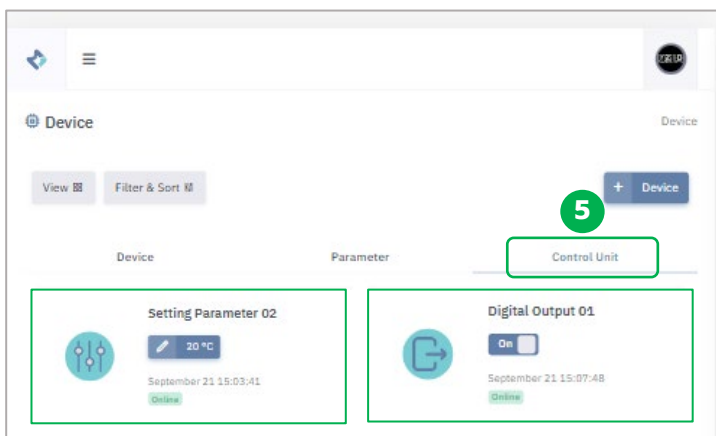 Device
Device
View
Filter & Sort
+ Device
5
Device
Parameter
Control Unit
Setting Parameter 02
20 °C
September 21 15:03:41
Online
Digital Output 01
On
September 21 15:07:48
Online